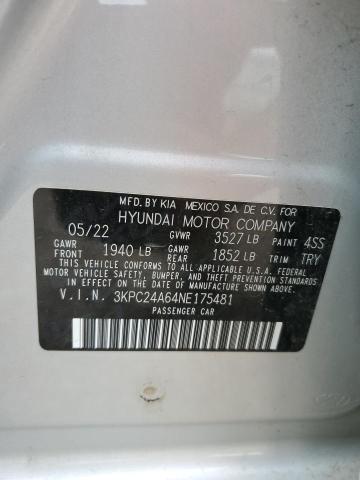 MFD.BY KIA MEXICO S.A. DE C.V. FOR
HYUNDAI MOTOR COMPANY
05/22 GVWR 3527 LB PAINT 4SS
GAWR FRONT 1940 LB GAWR REAR 1852 LB TRIM TRY
THIS VEHICLE CONFORMS TO ALL APPLICABLE U.S.A. FEDERAL
MOTOR VEHICLE SAFETY, BUMPER, AND THEFT PREVENTION
STANDARDS IN EFFECT ON THE DATE OF MANUFACTURE SHOWN ABOVE.
V.I.N. 3KPC24A64NE175481
PASSENGER CAR